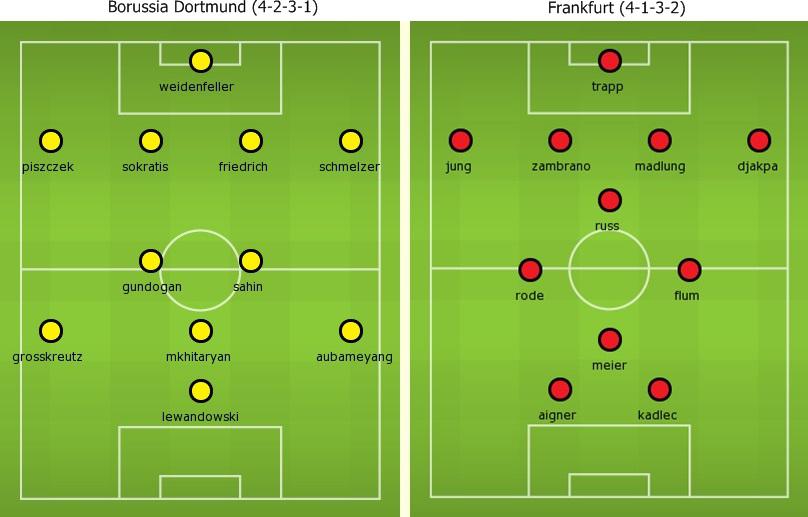 Borussia Dortmund (4-2-3-1)
weidenfeller
piszczek sokratis friedrich schmelzer
gundogan sahin
grosskreutz mkhitaryan aubameyang
lewandowski
Frankfurt (4-1-3-2)
trapp
jung zambrano madlung djakpa
russ
rode flum
meier
aigner kadlec